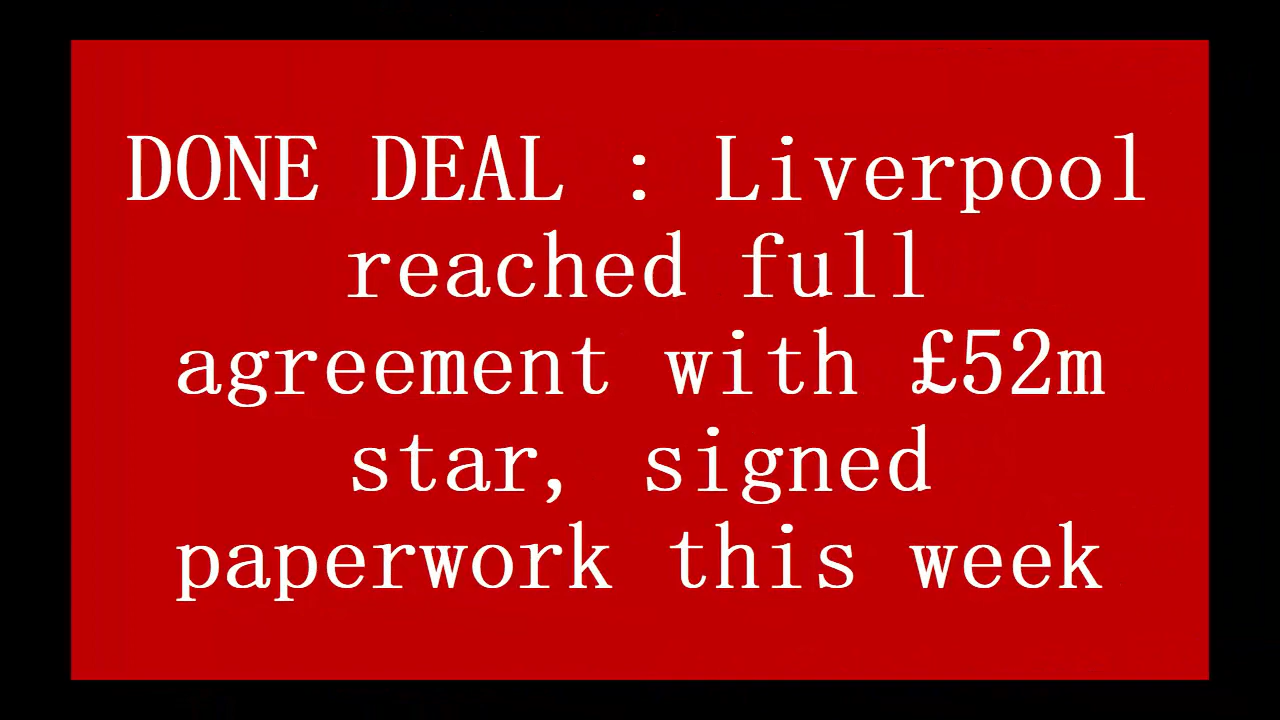 DONE DEAL : Liverpool
reached full
agreement with £52m
star, signed
paperwork this week